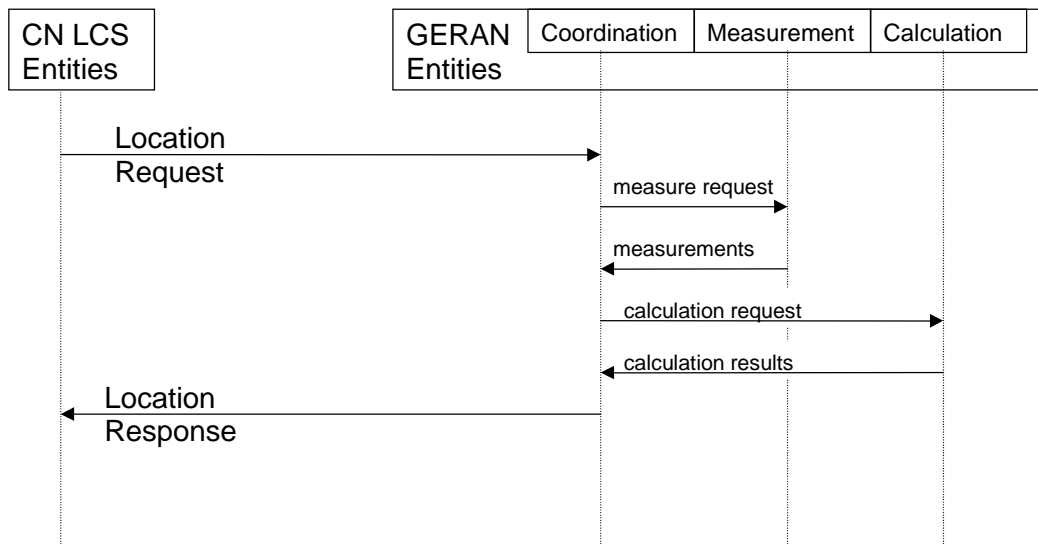 CN LCS
Entities
GERAN
Entities
Coordination
Measurement
Calculation
Location
Request
measure request
measurements
calculation request
calculation results
Location
Response